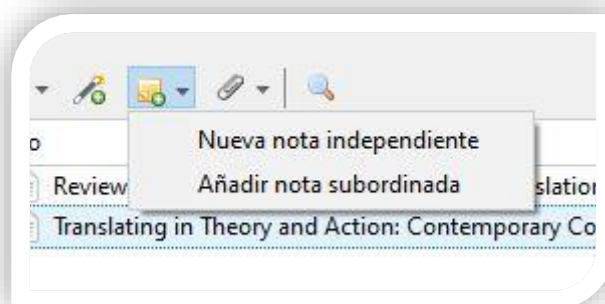 o
Nueva nota independiente
Añadir nota subordinada
Review
slation
Translating in Theory and Action: Contemporary Co